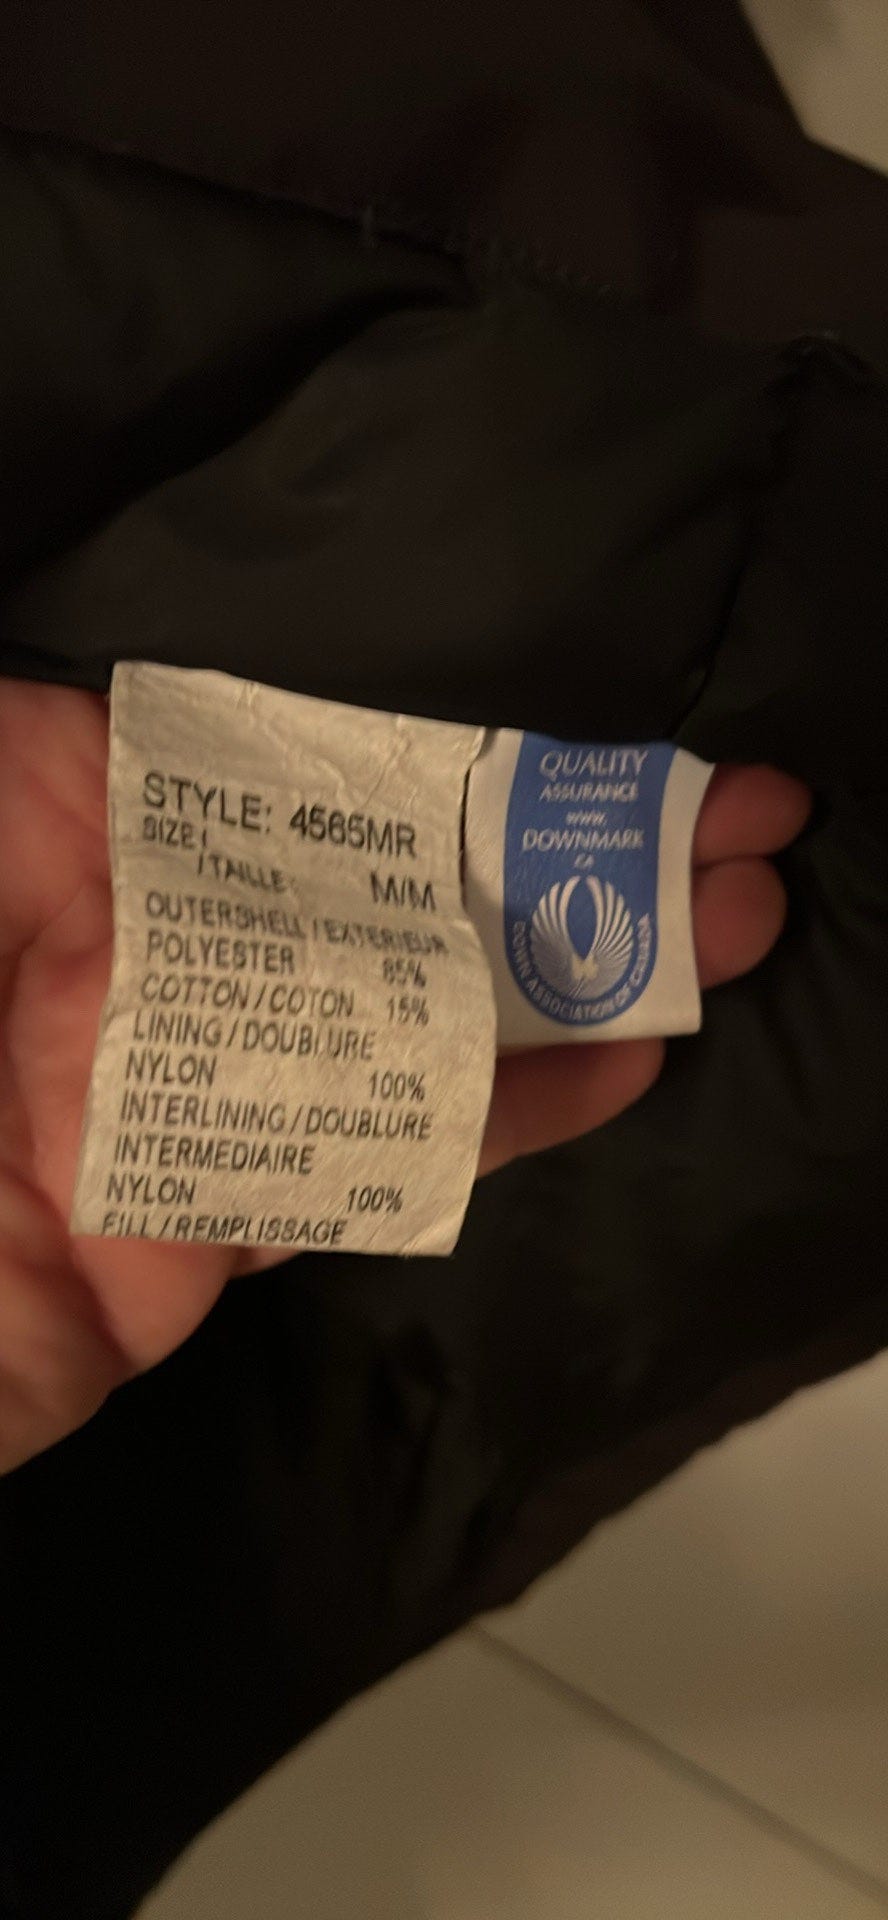 STYLE: 4565MR
SIZE /
/ TAILLE: M/M
OUTERSHELL / EXTERIEUR
POLYESTER 85%
COTTON / COTON 15%
LINING / DOUBLURE
NYLON 100%
INTERLINING / DOUBLURE
INTERMEDIAIRE
NYLON 100%
FILL / REMPLISSAGE
QUALITY
ASSURANCE
www.
DOWNMARK
.ca
DOWN ASSOCIATION OF CANADA